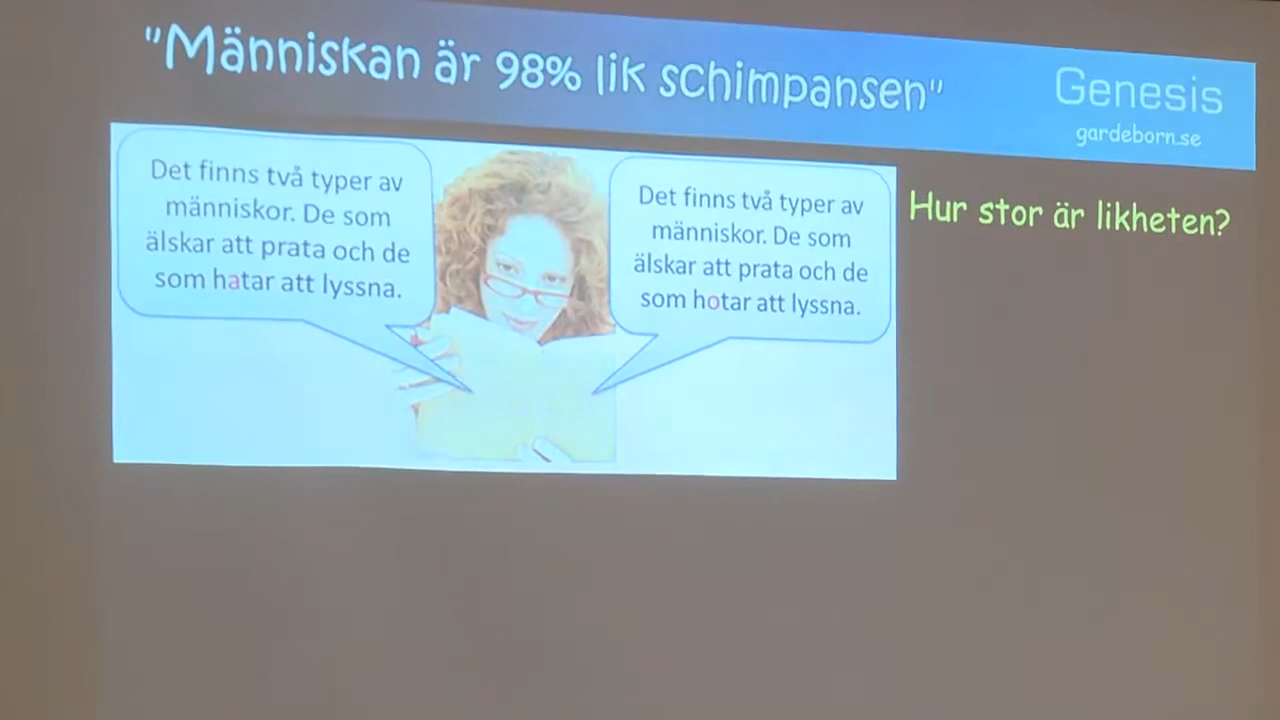 "Människan är 98% lik schimpansen"
Genesis
gardeborn.se
Det finns två typer av
människor. De som
älskar att prata och de
som hatar att lyssna.
Det finns två typer av
människor. De som
älskar att prata och de
som hotar att lyssna.
Hur stor är likheten?